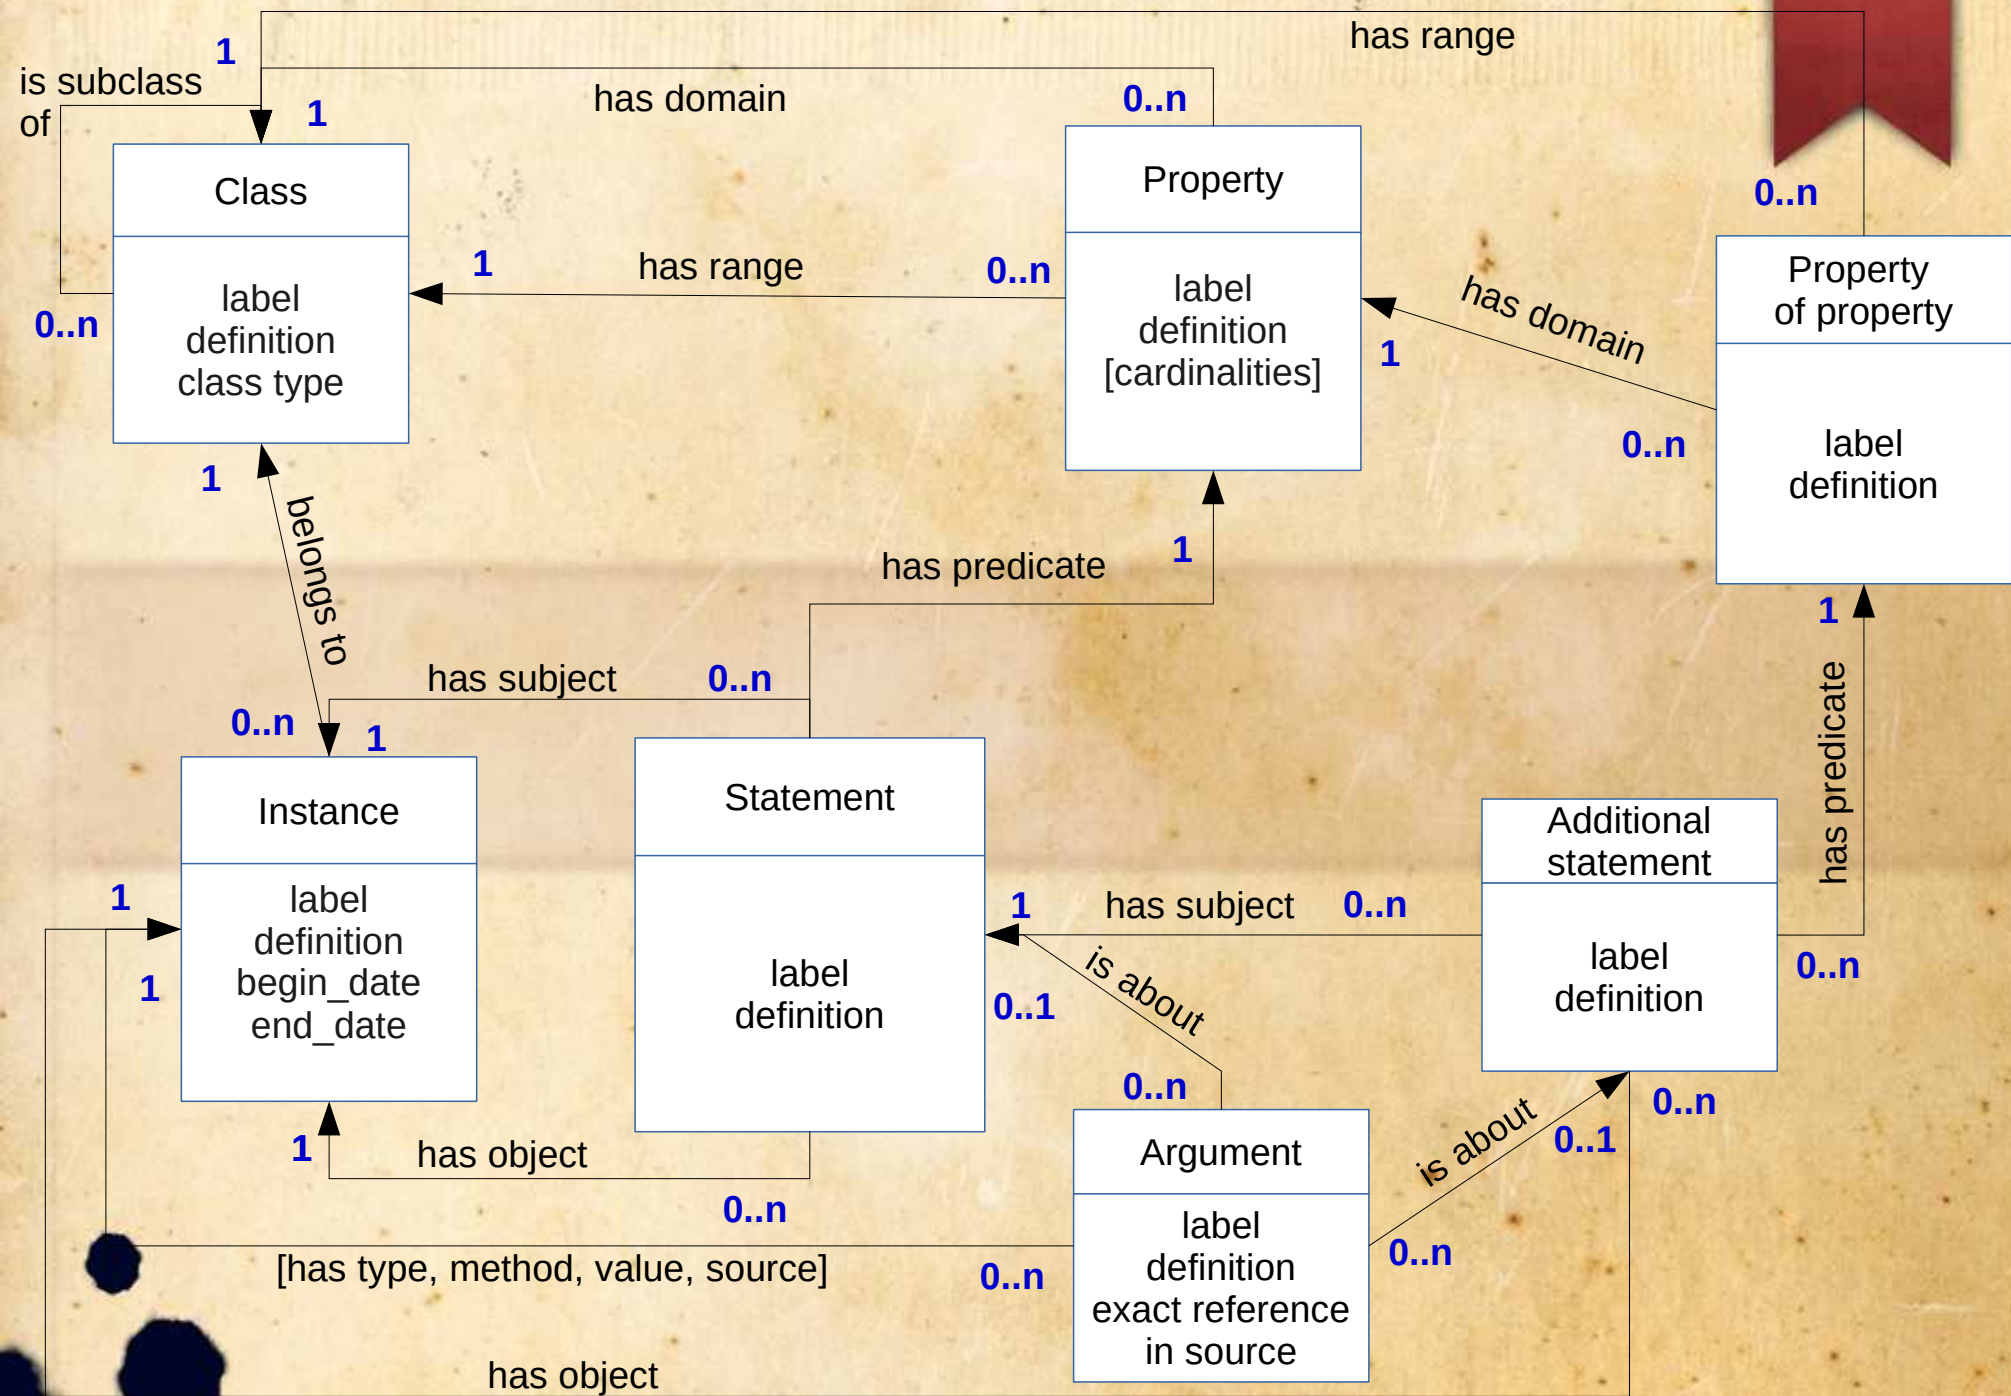 has range
1
is subclass
of
has domain
0..n
1
Class
Property
0..n
label
definition
class type
0..n
1
has range
0..n
label
definition
[cardinalities]
has domain
1
0..n
Property
of property
label
definition
1
belongs to
has predicate
1
1
has predicate
has subject
0..n
0..n
1
Instance
label
definition
begin_date
end_date
1
1
Statement
label
definition
1
has subject
0..n
Additional
statement
label
definition
0..n
is about
0..1
0..n
1
has object
0..n
Argument
label
definition
exact reference
in source
is about
0..1
0..n
0..n
[has type, method, value, source]
0..n
has object